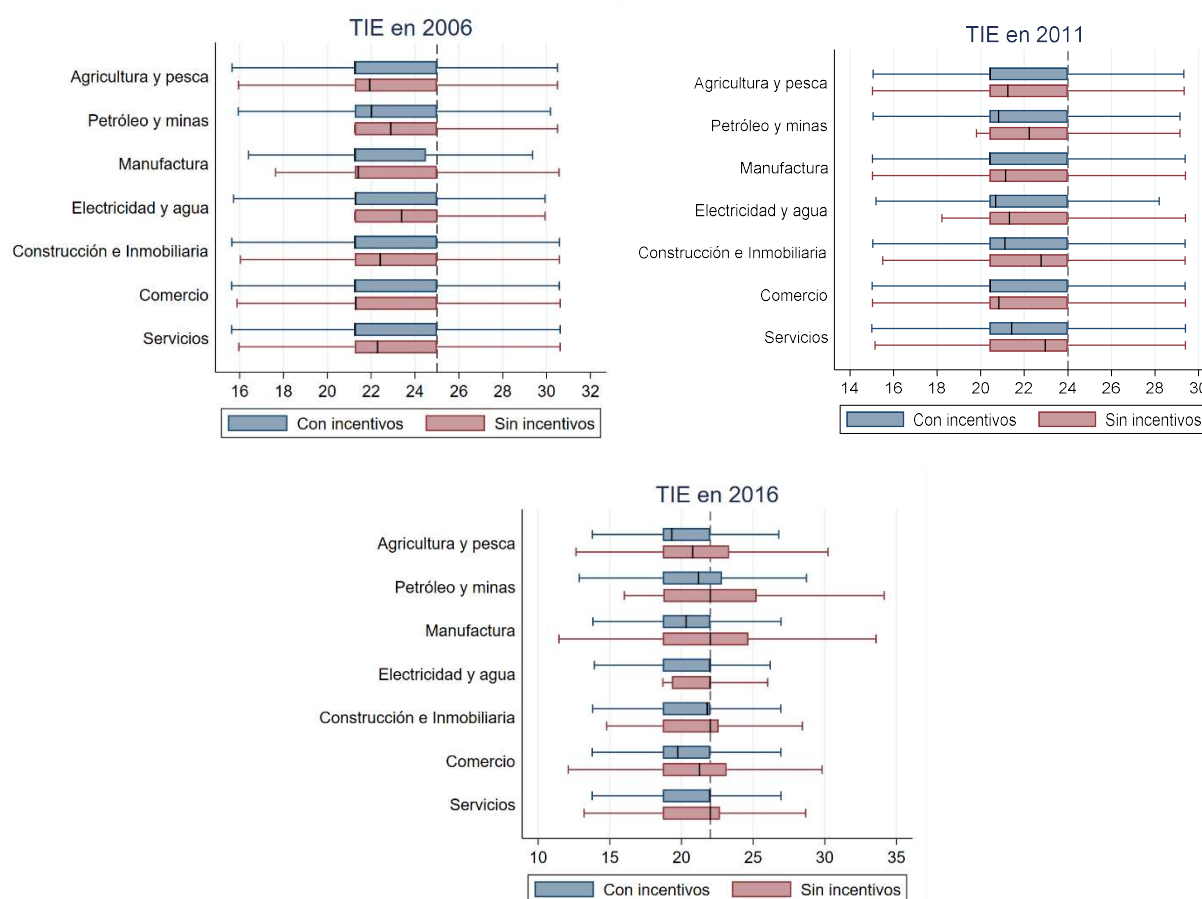 TIE en 2006
Agricultura y pesca
Petróleo y minas
Manufactura
Electricidad y agua
Construcción e Inmobiliaria
Comercio
Servicios
16 18 20 22 24 26 28 30 32
Con incentivos Sin incentivos
TIE en 2011
Agricultura y pesca
Petróleo y minas
Manufactura
Electricidad y agua
Construcción e Inmobiliaria
Comercio
Servicios
14 16 18 20 22 24 26 28 30
Con incentivos Sin incentivos
TIE en 2016
Agricultura y pesca
Petróleo y minas
Manufactura
Electricidad y agua
Construcción e Inmobiliaria
Comercio
Servicios
10 15 20 25 30 35
Con incentivos Sin incentivos